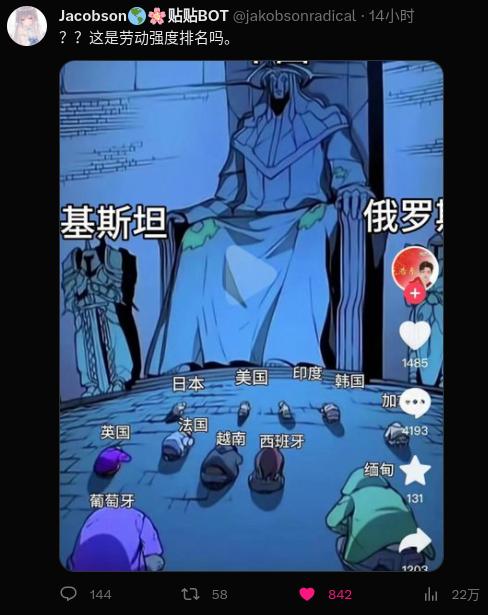 Jacobson🌎🌸贴贴BOT @jakobsonradical · 14小时
？？这是劳动强度排名吗。
基斯坦
俄罗
1485
日本
美国
印度
韩国
加
4193
英国
法国
越南
西班牙
缅甸
131
葡萄牙
1203
144
58
842
22万